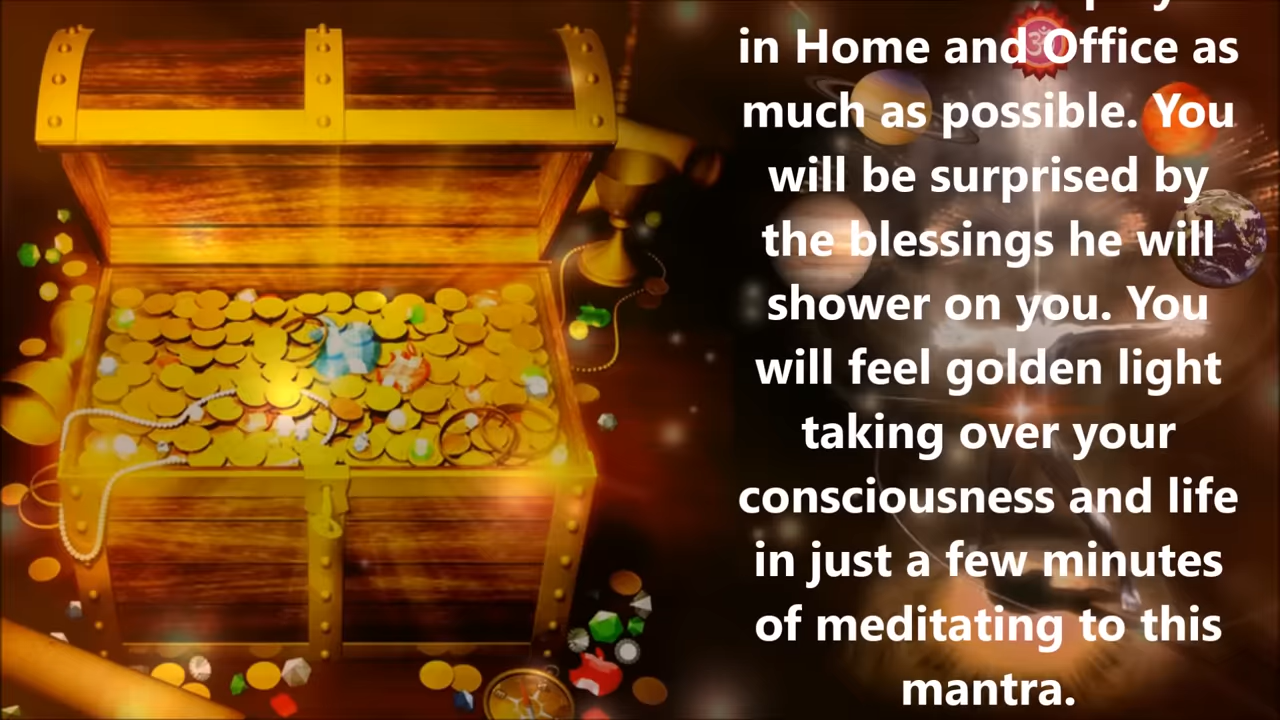 in Home and Office as
much as possible. You
will be surprised by
the blessings he will
shower on you. You
will feel golden light
taking over your
consciousness and life
in just a few minutes
of meditating to this
mantra.
ॐ